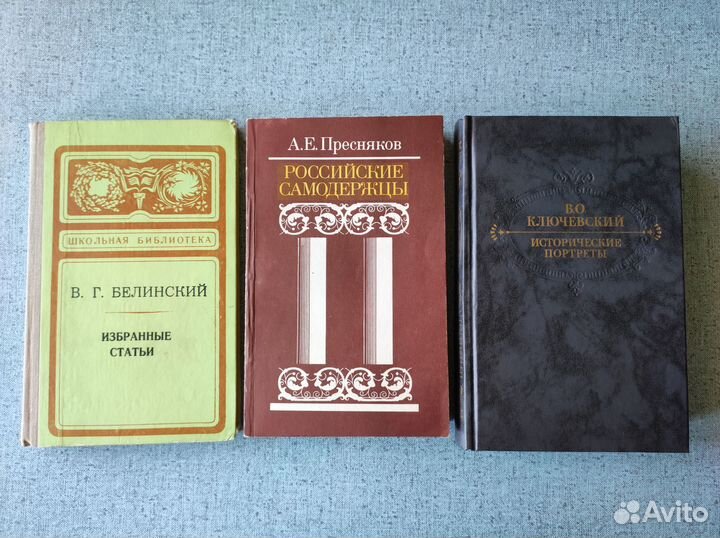 ШКОЛЬНАЯ БИБЛИОТЕКА
В. Г. БЕЛИНСКИЙ
ИЗБРАННЫЕ
СТАТЬИ
А.Е. Пресняков
РОССИЙСКИЕ
САМОДЕРЖЦЫ
В.О.
КЛЮЧЕВСКИЙ
ИСТОРИЧЕСКИЕ
ПОРТРЕТЫ
Avito